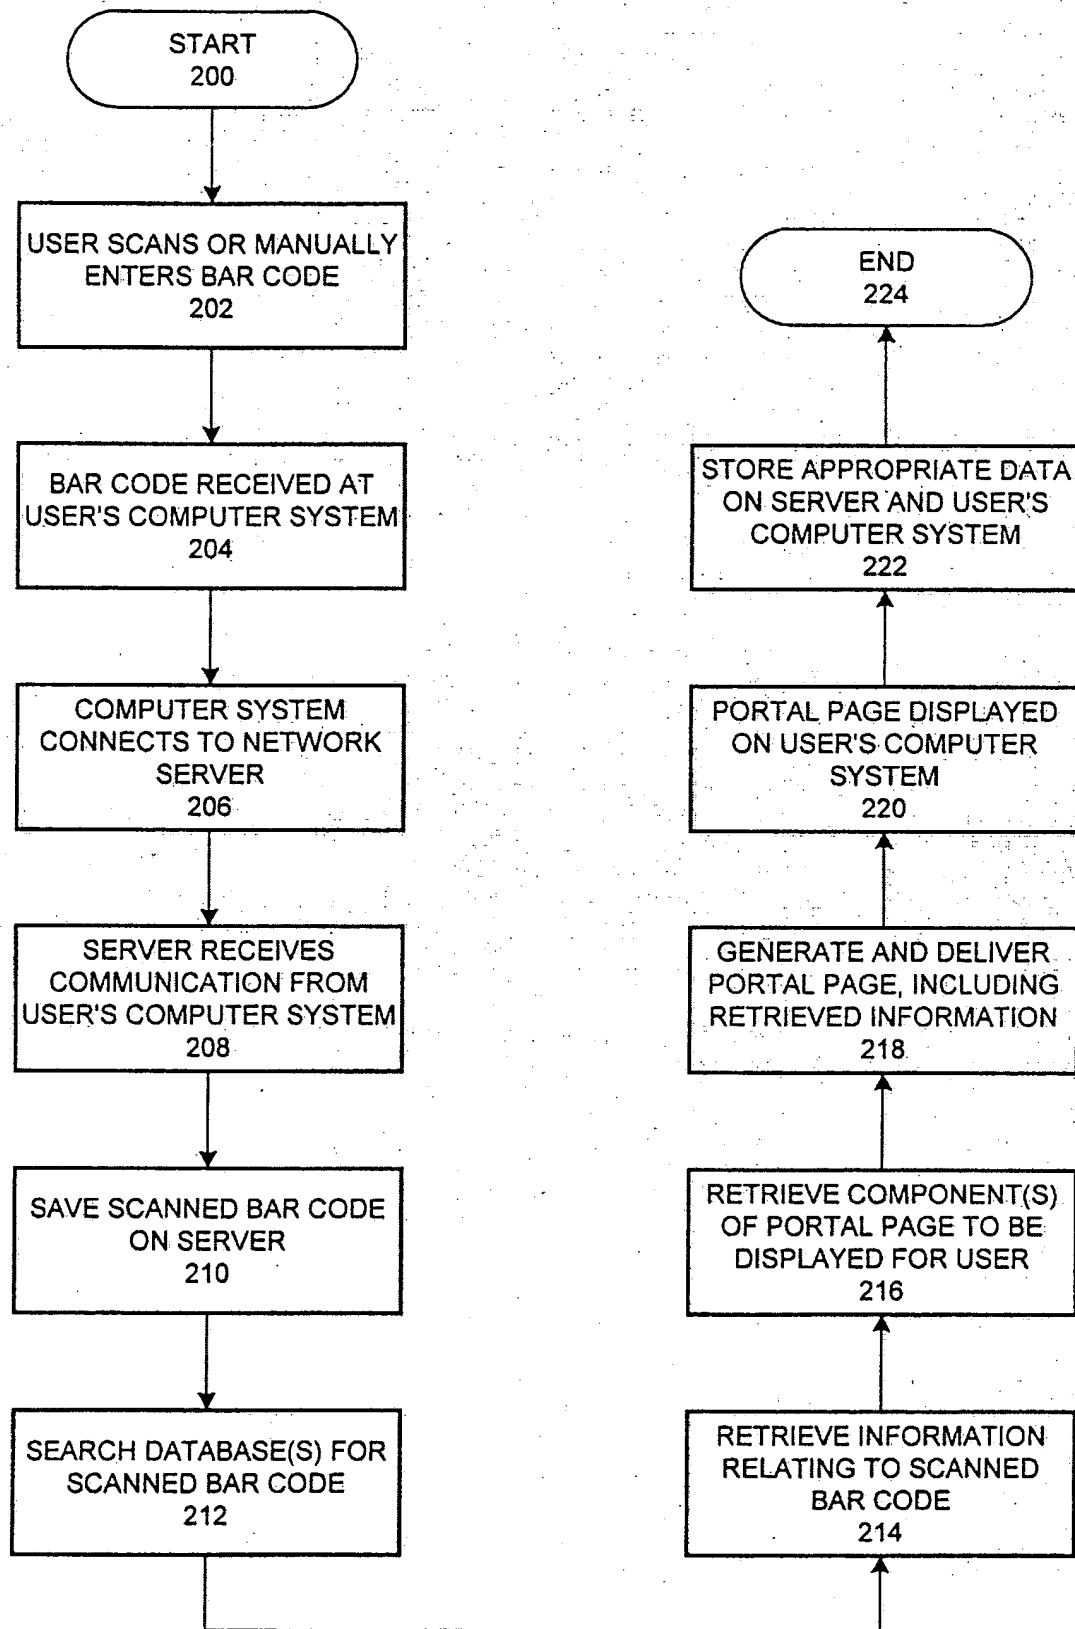 START
200
USER SCANS OR MANUALLY
ENTERS BAR CODE
202
BAR CODE RECEIVED AT
USER'S COMPUTER SYSTEM
204
COMPUTER SYSTEM
CONNECTS TO NETWORK
SERVER
206
SERVER RECEIVES
COMMUNICATION FROM
USER'S COMPUTER SYSTEM
208
SAVE SCANNED BAR CODE
ON SERVER
210
SEARCH DATABASE(S) FOR
SCANNED BAR CODE
212
RETRIEVE INFORMATION
RELATING TO SCANNED
BAR CODE
214
RETRIEVE COMPONENT(S)
OF PORTAL PAGE TO BE
DISPLAYED FOR USER
216
GENERATE AND DELIVER
PORTAL PAGE, INCLUDING
RETRIEVED INFORMATION
218
PORTAL PAGE DISPLAYED
ON USER'S COMPUTER
SYSTEM
220
STORE APPROPRIATE DATA
ON SERVER AND USER'S
COMPUTER SYSTEM
222
END
224